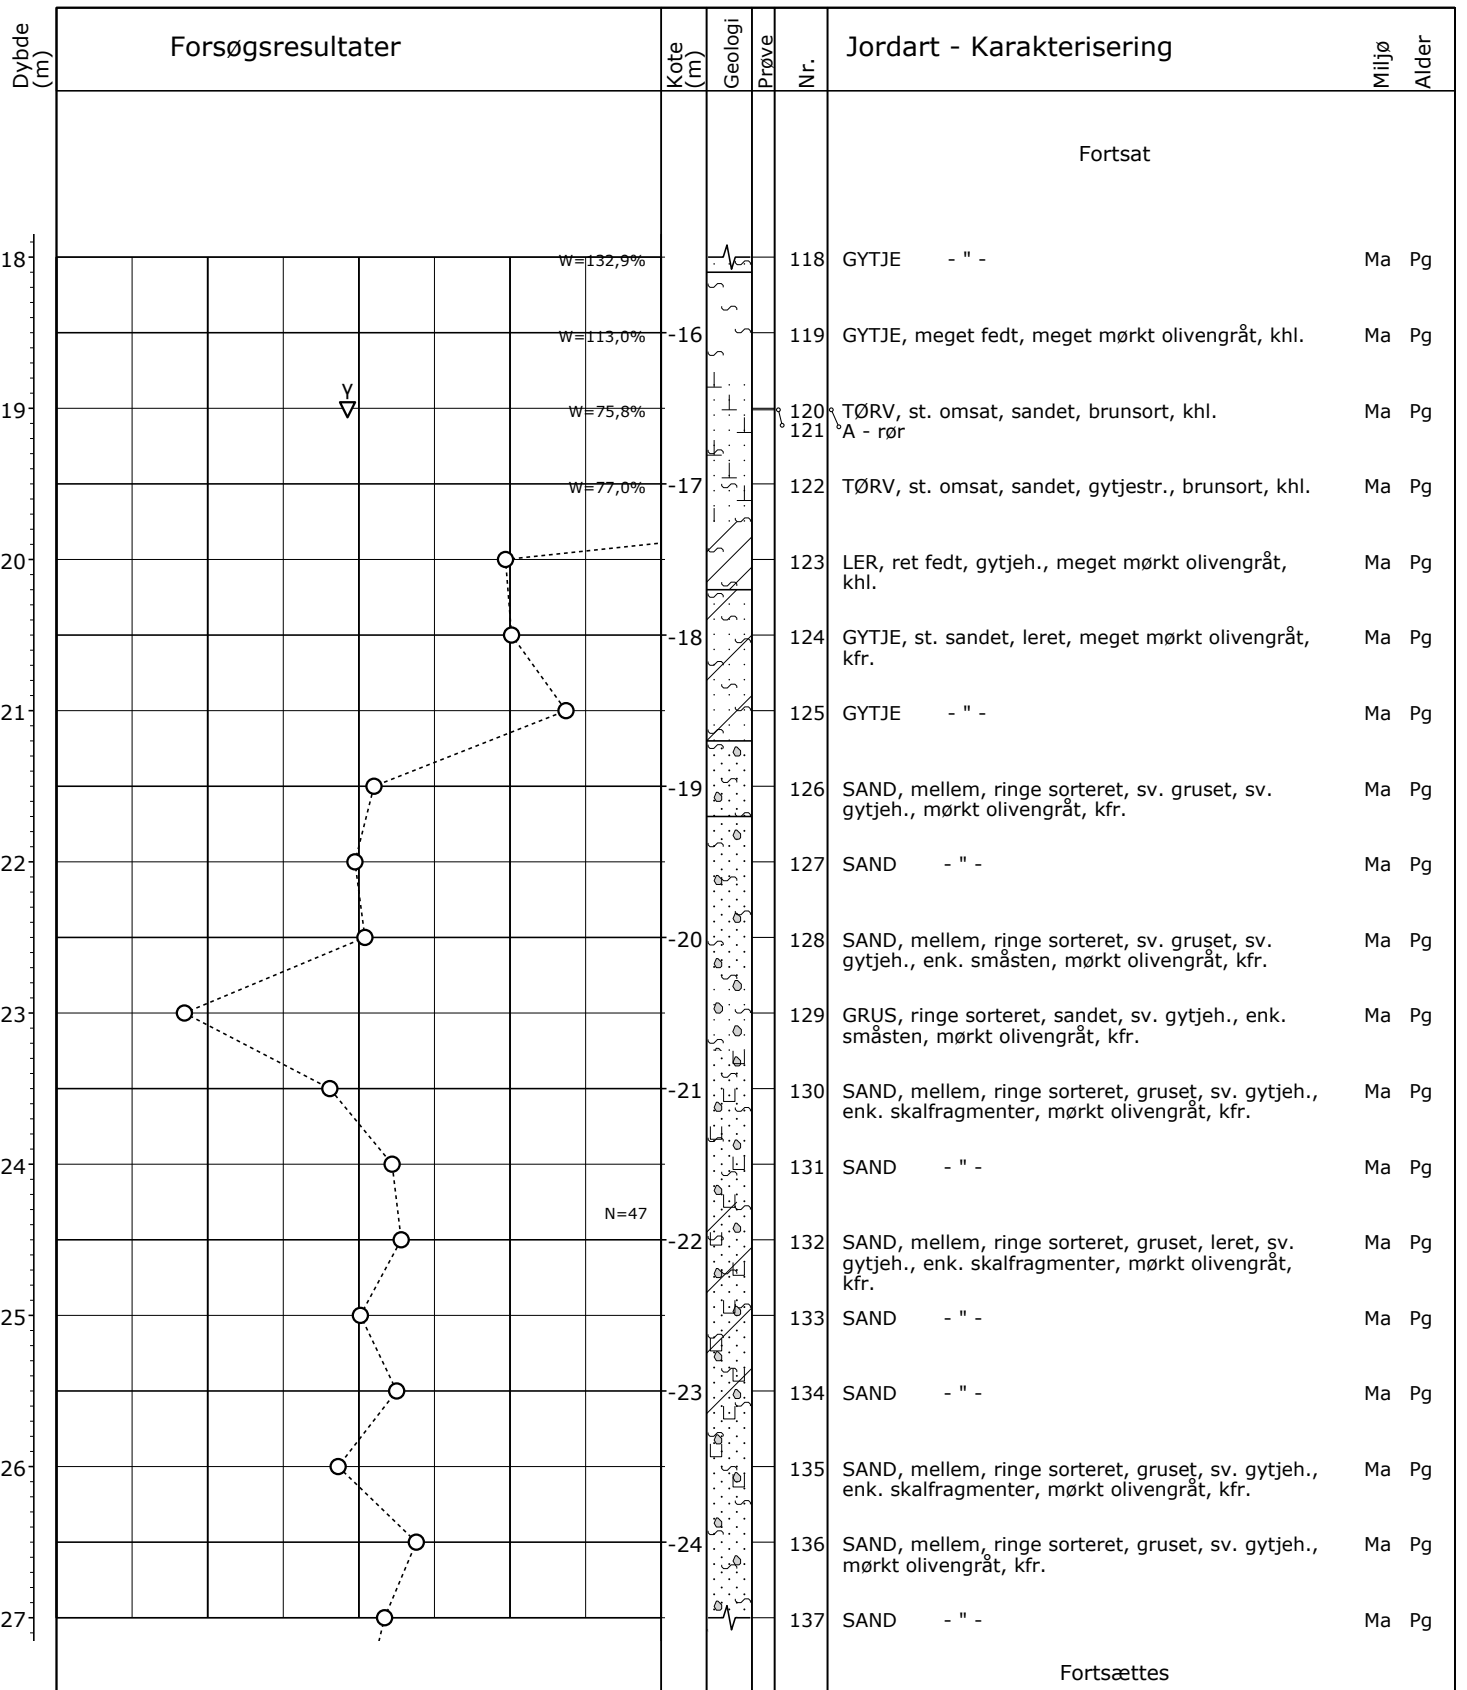 Dybde (m)
Forsøgsresultater
Kote (m)
Geologi
Prøve
Nr.
Jordart - Karakterisering
Miljø
Alder
Fortsat
18 W=132,9% 118 GYTJE - " - Ma Pg
W=113,0% -16 119 GYTJE, meget fedt, meget mørkt olivengråt, khl. Ma Pg
γ
19 W=75,8% 120 TØRV, st. omsat, sandet, brunsort, khl. Ma Pg
121 A - rør
W=77,0% -17 122 TØRV, st. omsat, sandet, gytjestr., brunsort, khl. Ma Pg
20 123 LER, ret fedt, gytjeh., meget mørkt olivengråt, Ma Pg
khl.
-18 124 GYTJE, st. sandet, leret, meget mørkt olivengråt, Ma Pg
kfr.
21 125 GYTJE - " - Ma Pg
-19 126 SAND, mellem, ringe sorteret, sv. gruset, sv. Ma Pg
gytjeh., mørkt olivengråt, kfr.
22 127 SAND - " - Ma Pg
-20 128 SAND, mellem, ringe sorteret, sv. gruset, sv. Ma Pg
gytjeh., enk. småsten, mørkt olivengråt, kfr.
23 129 GRUS, ringe sorteret, sandet, sv. gytjeh., enk. Ma Pg
småsten, mørkt olivengråt, kfr.
-21 130 SAND, mellem, ringe sorteret, gruset, sv. gytjeh., Ma Pg
enk. skalfragmenter, mørkt olivengråt, kfr.
24 131 SAND - " - Ma Pg
N=47
-22 132 SAND, mellem, ringe sorteret, gruset, leret, sv. Ma Pg
gytjeh., enk. skalfragmenter, mørkt olivengråt,
kfr.
25 133 SAND - " - Ma Pg
-23 134 SAND - " - Ma Pg
26 135 SAND, mellem, ringe sorteret, gruset, sv. gytjeh., Ma Pg
enk. skalfragmenter, mørkt olivengråt, kfr.
-24 136 SAND, mellem, ringe sorteret, gruset, sv. gytjeh., Ma Pg
mørkt olivengråt, kfr.
27 137 SAND - " - Ma Pg
Fortsættes